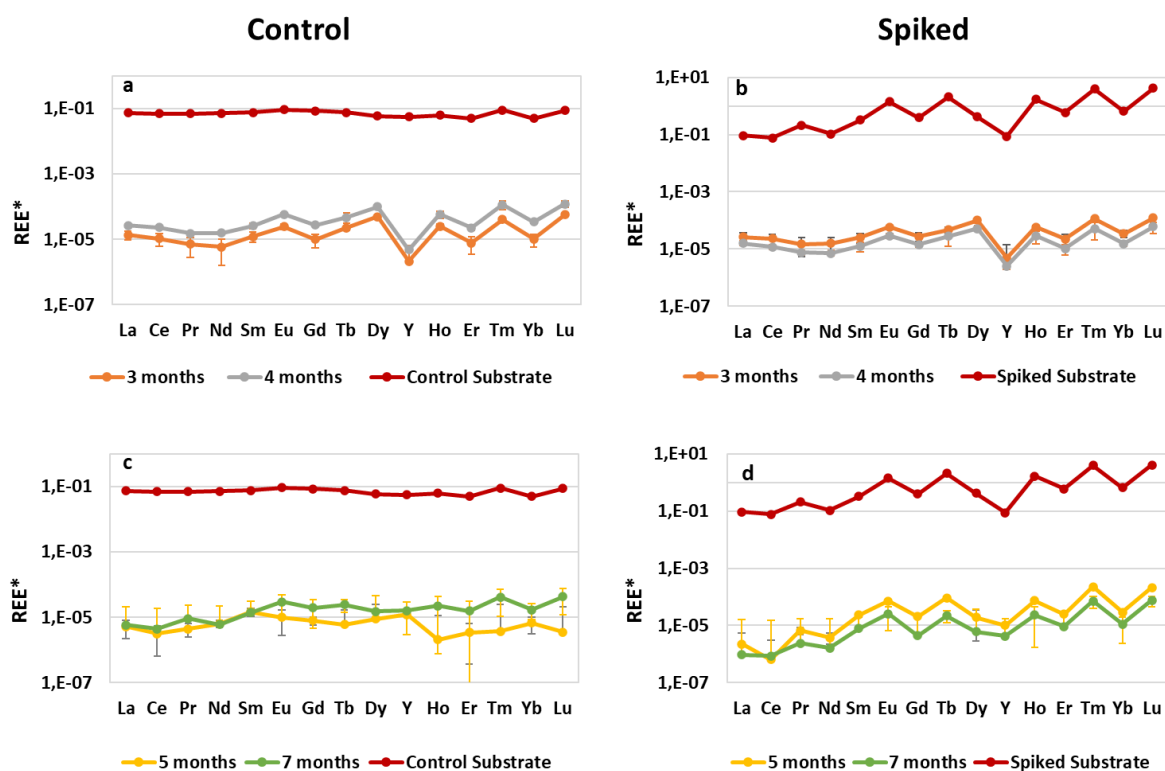 Control
Spiked
a
1,E-01
1,E-03
1,E-05
1,E-07
REE*
La Ce Pr Nd Sm Eu Gd Tb Dy Y Ho Er Tm Yb Lu
3 months 4 months Control Substrate
b
1,E+01
1,E-01
1,E-03
1,E-05
1,E-07
REE*
La Ce Pr Nd Sm Eu Gd Tb Dy Y Ho Er Tm Yb Lu
3 months 4 months Spiked Substrate
c
1,E-01
1,E-03
1,E-05
1,E-07
REE*
La Ce Pr Nd Sm Eu Gd Tb Dy Y Ho Er Tm Yb Lu
5 months 7 months Control Substrate
d
1,E+01
1,E-01
1,E-03
1,E-05
1,E-07
REE*
La Ce Pr Nd Sm Eu Gd Tb Dy Y Ho Er Tm Yb Lu
5 months 7 months Spiked Substrate